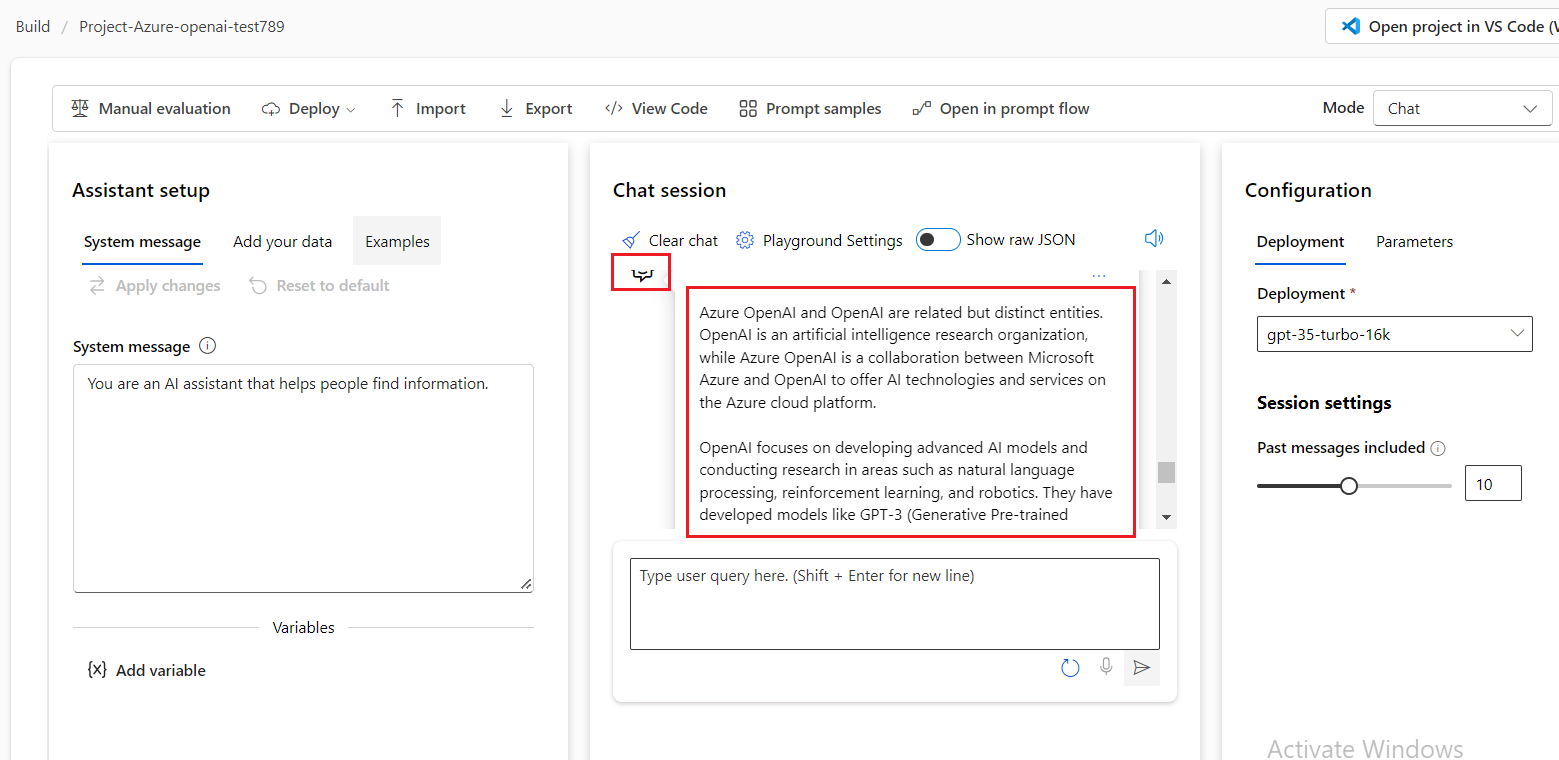 Build / Project-Azure-openai-test789
Open project in VS Code (W
Manual evaluation Deploy Import Export View Code Prompt samples Open in prompt flow Mode Chat
Assistant setup
System message Add your data Examples
Apply changes Reset to default
System message
You are an AI assistant that helps people find information.
Variables
{x} Add variable
Chat session
Clear chat Playground Settings Show raw JSON
...
Azure OpenAI and OpenAI are related but distinct entities.
OpenAI is an artificial intelligence research organization,
while Azure OpenAI is a collaboration between Microsoft
Azure and OpenAI to offer AI technologies and services on
the Azure cloud platform.
OpenAI focuses on developing advanced AI models and
conducting research in areas such as natural language
processing, reinforcement learning, and robotics. They have
developed models like GPT-3 (Generative Pre-trained
Type user query here. (Shift + Enter for new line)
Configuration
Deployment Parameters
Deployment *
gpt-35-turbo-16k
Session settings
Past messages included
10
Activate Windows